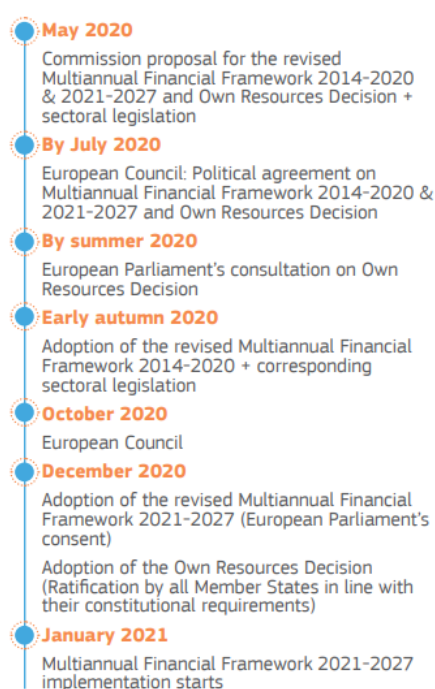 May 2020
Commission proposal for the revised
Multiannual Financial Framework 2014-2020
& 2021-2027 and Own Resources Decision +
sectoral legislation
By July 2020
European Council: Political agreement on
Multiannual Financial Framework 2014-2020 &
2021-2027 and Own Resources Decision
By summer 2020
European Parliament's consultation on Own
Resources Decision
Early autumn 2020
Adoption of the revised Multiannual Financial
Framework 2014-2020 + corresponding
sectoral legislation
October 2020
European Council
December 2020
Adoption of the revised Multiannual Financial
Framework 2021-2027 (European Parliament's
consent)
Adoption of the Own Resources Decision
(Ratification by all Member States in line with
their constitutional requirements)
January 2021
Multiannual Financial Framework 2021-2027
implementation starts